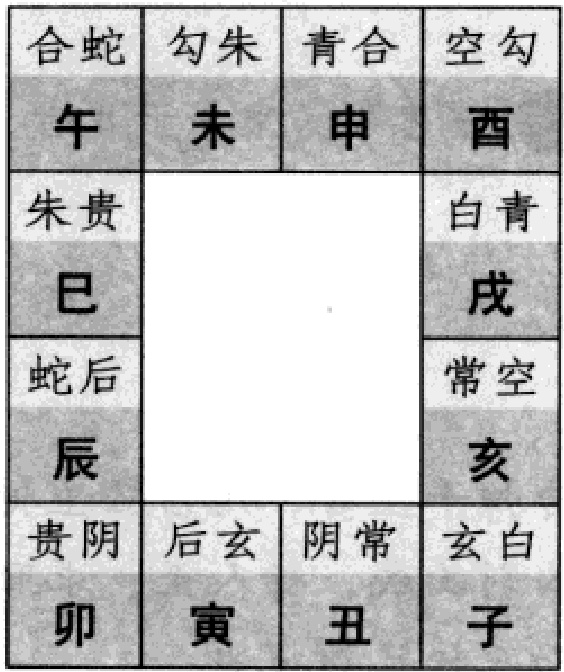 合蛇 勾朱 青合 空勾
午 未 申 酉
朱贵 白青
巳 戌
蛇后 常空
辰 亥
贵阴 后玄 阴常 玄白
卯 寅 丑 子